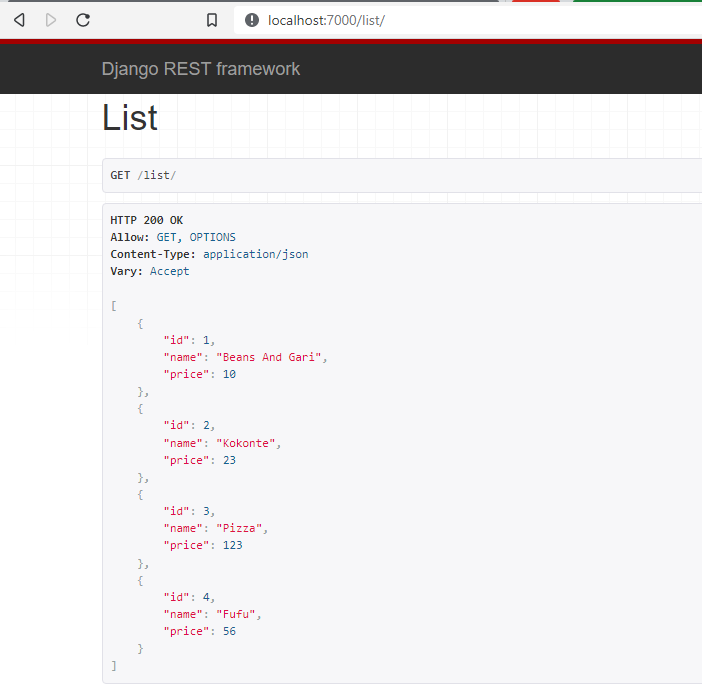 localhost:7000/list/
Django REST framework
List
GET /list/
HTTP 200 OK
Allow: GET, OPTIONS
Content-Type: application/json
Vary: Accept
[
    {
        "id": 1,
        "name": "Beans And Gari",
        "price": 10
    },
    {
        "id": 2,
        "name": "Kokonte",
        "price": 23
    },
    {
        "id": 3,
        "name": "Pizza",
        "price": 123
    },
    {
        "id": 4,
        "name": "Fufu",
        "price": 56
    }
]